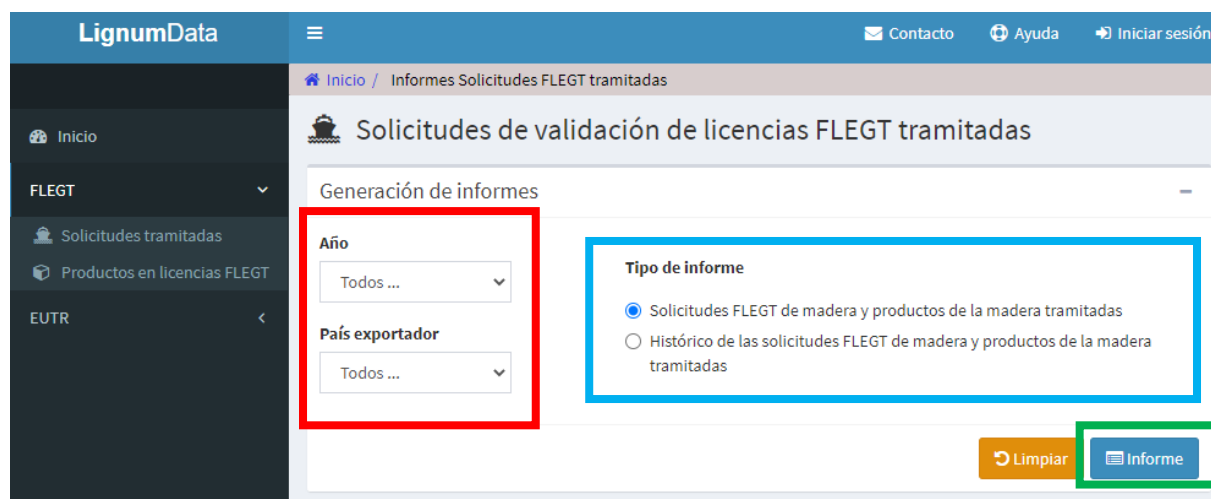 LignumData
Contacto
Ayuda
Iniciar sesión
Inicio / Informes Solicitudes FLEGT tramitadas
Inicio
FLEGT
Solicitudes tramitadas
Productos en licencias FLEGT
EUTR
Solicitudes de validación de licencias FLEGT tramitadas
Generación de informes
Año
Todos ...
País exportador
Todos ...
Tipo de informe
Solicitudes FLEGT de madera y productos de la madera tramitadas
Histórico de las solicitudes FLEGT de madera y productos de la madera
tramitadas
Limpiar
Informe